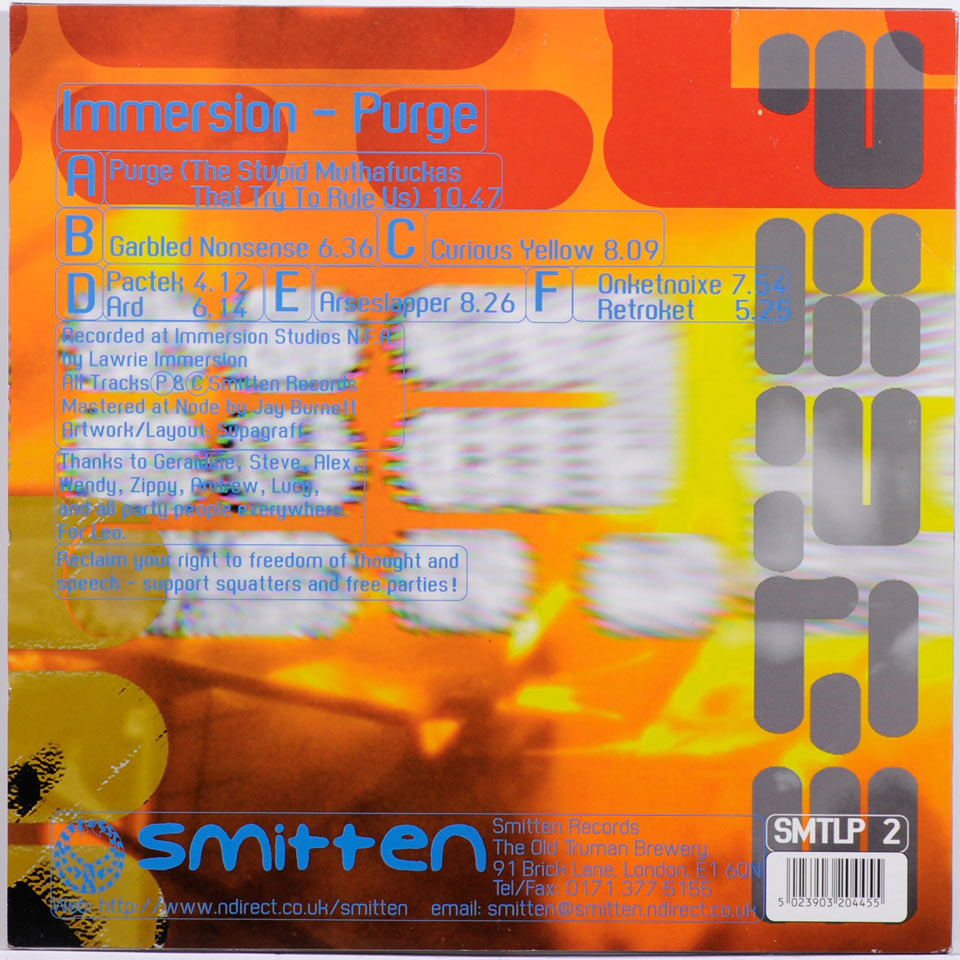 Immersion - Purge
A Purge (The Stupid Muthafuckas
That Try To Rule Us) 10.47
B Garbled Nonsense 6.36 C Curious Yellow 8.09
D Pactek 4.12 E Arseslapper 8.26 F Onketnoixe 7.54
Ard 6.14 Retroket 5.25
Recorded at Immersion Studios N.F.A.
by Lawrie Immersion
All Tracks Ⓟ & Ⓒ Smitten Records
Mastered at Node by Jay Burnett
Artwork/Layout: Supagraff
Thanks to Geraldine, Steve, Alex,
Wendy, Zippy, Andrew, Lucy,
and all party people everywhere.
For Leo.
Reclaim your right to freedom of thought and
speech - support squatters and free parties!
smitten
Smitten Records
The Old Truman Brewery
91 Brick Lane, London, E1 6QN
Tel/Fax: 0171 377 5155
Web: http://www.ndirect.co.uk/smitten email: smitten@smitten.ndirect.co.uk
SMTLP 2
5 023903 204455